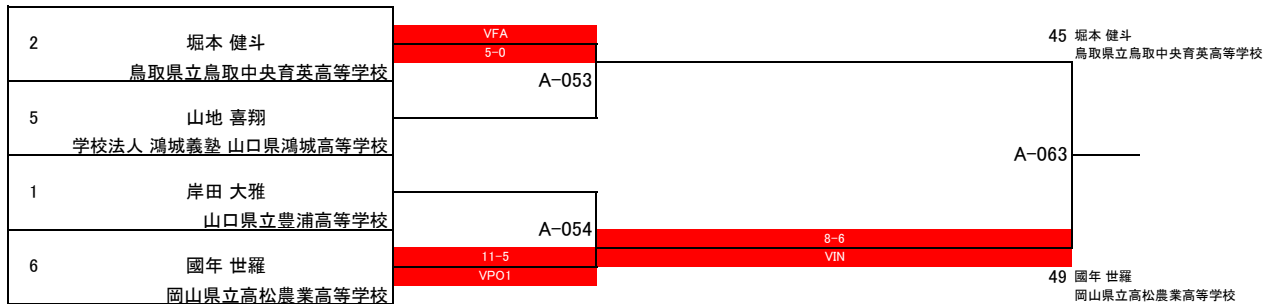 2 堀本 健斗
鳥取県立鳥取中央育英高等学校
VFA
5-0
A-053
5 山地 喜翔
学校法人 鴻城義塾 山口県鴻城高等学校
1 岸田 大雅
山口県立豊浦高等学校
A-054
6 國年 世羅
岡山県立高松農業高等学校
11-5
VPO1
45 堀本 健斗
鳥取県立鳥取中央育英高等学校
A-063
8-6
VIN
49 國年 世羅
岡山県立高松農業高等学校